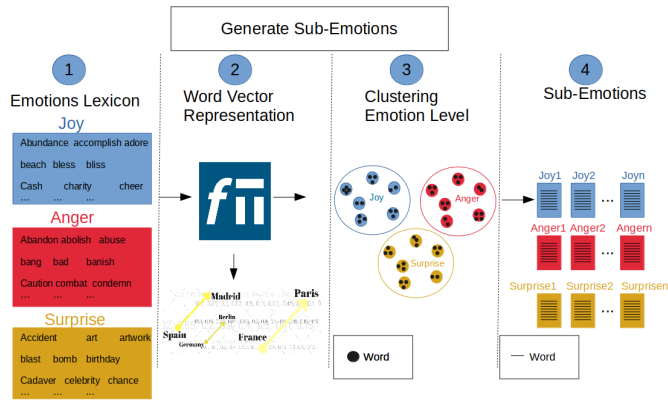 Generate Sub-Emotions
1
Emotions Lexicon
Joy
Abundance accomplish adore
beach bless bliss
Cash charity cheer
... ... ...
Anger
Abandon abolish abuse
bang bad banish
Caution combat condemn
... ... ...
Surprise
Accident art artwork
blast bomb birthday
Cadaver celebrity chance
... ... ...
2
Word Vector
Representation
fT
Madrid
Paris
Berlin
Spain
Germany
France
3
Clustering
Emotion Level
Joy
Anger
Surprise
Word
4
Sub-Emotions
Joy1 Joy2 ... Joyn
Anger1 Anger2 ... Angern
Surprise1 Surprise2 ... Surprisen
Word